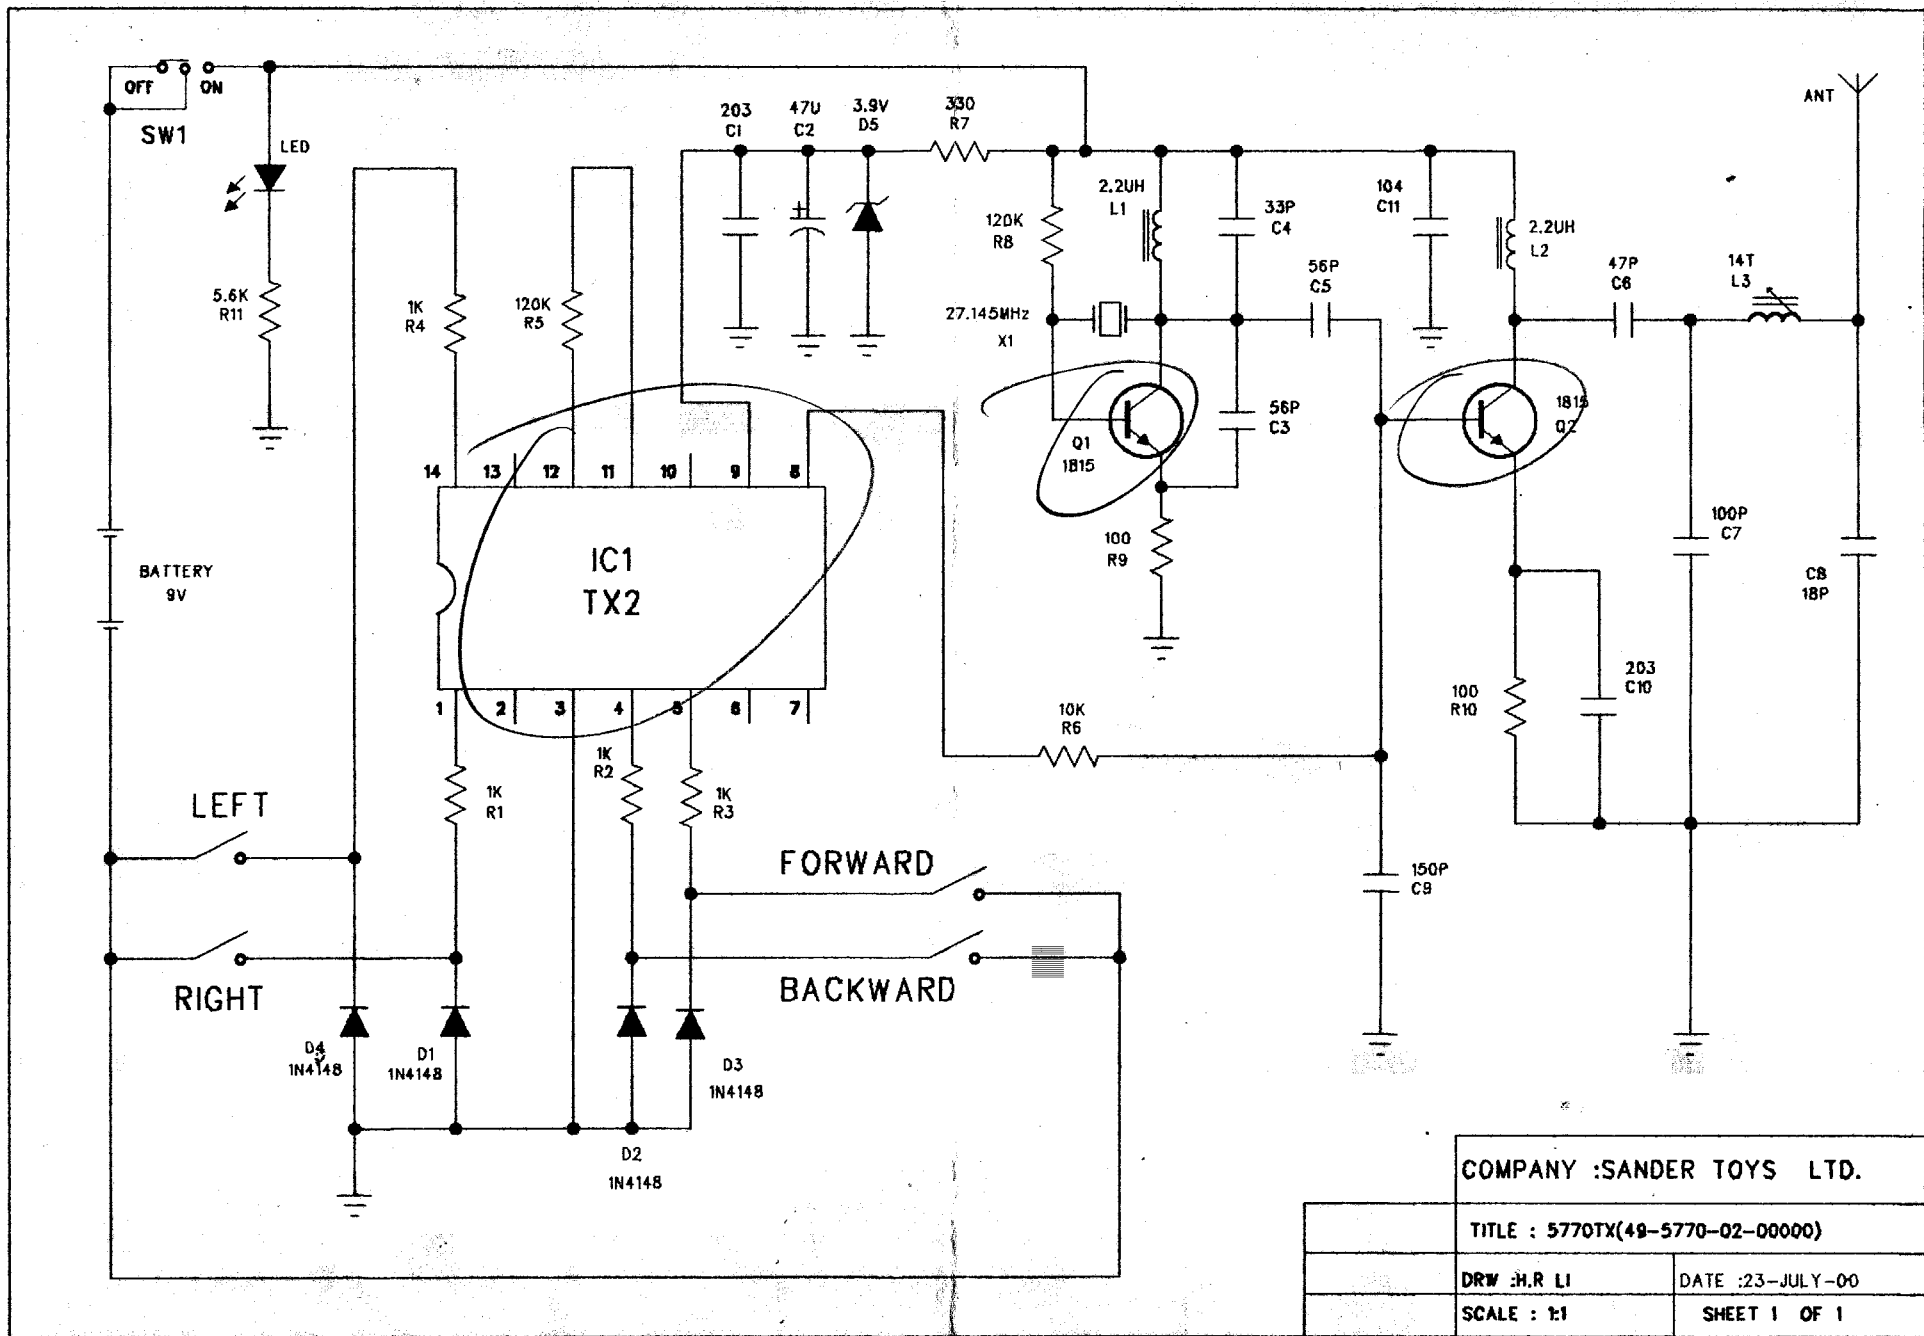 OFF
ON
SW1
LED
5.6K
R11
1K
R4
120K
R5
203
C1
47U
C2
3.9V
D5
330
R7
120K
R8
2.2UH
L1
33P
C4
27.145MHz
X1
56P
C5
104
C11
2.2UH
L2
47P
C6
14T
L3
ANT
56P
C3
Q1
1815
1815
Q2
100
R9
100P
C7
C8
18P
14 13 12 11 10 9 8
IC1
TX2
1 2 3 4 5 6 7
BATTERY
9V
203
C10
100
R10
10K
R6
1K
R1
1K
R2
1K
R3
LEFT
RIGHT
FORWARD
BACKWARD
150P
C9
D4
1N4148
D1
1N4148
D3
1N4148
D2
1N4148
COMPANY :SANDER TOYS LTD.
TITLE : 5770TX(49-5770-02-00000)
DRW :H.R LI
DATE :23-JULY-00
SCALE : 1:1
SHEET 1 OF 1